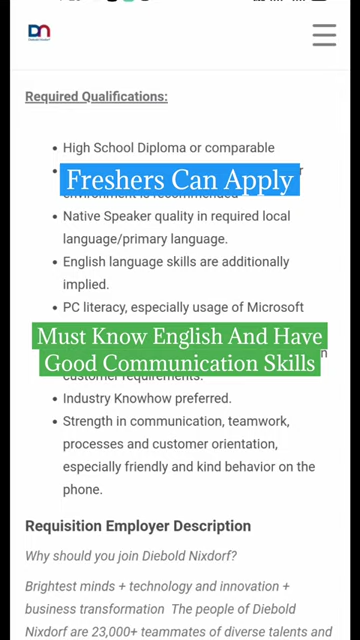 DN
Required Qualifications:
• High School Diploma or comparable
Freshers Can Apply
environment is recommended
• Native Speaker quality in required local
language/primary language.
• English language skills are additionally
implied.
• PC literacy, especially usage of Microsoft
Must Know English And Have
Good Communication Skills
customer requirements.
• Industry Knowhow preferred.
• Strength in communication, teamwork,
processes and customer orientation,
especially friendly and kind behavior on the
phone.
Requisition Employer Description
Why should you join Diebold Nixdorf?
Brightest minds + technology and innovation +
business transformation The people of Diebold
Nixdorf are 23,000+ teammates of diverse talents and